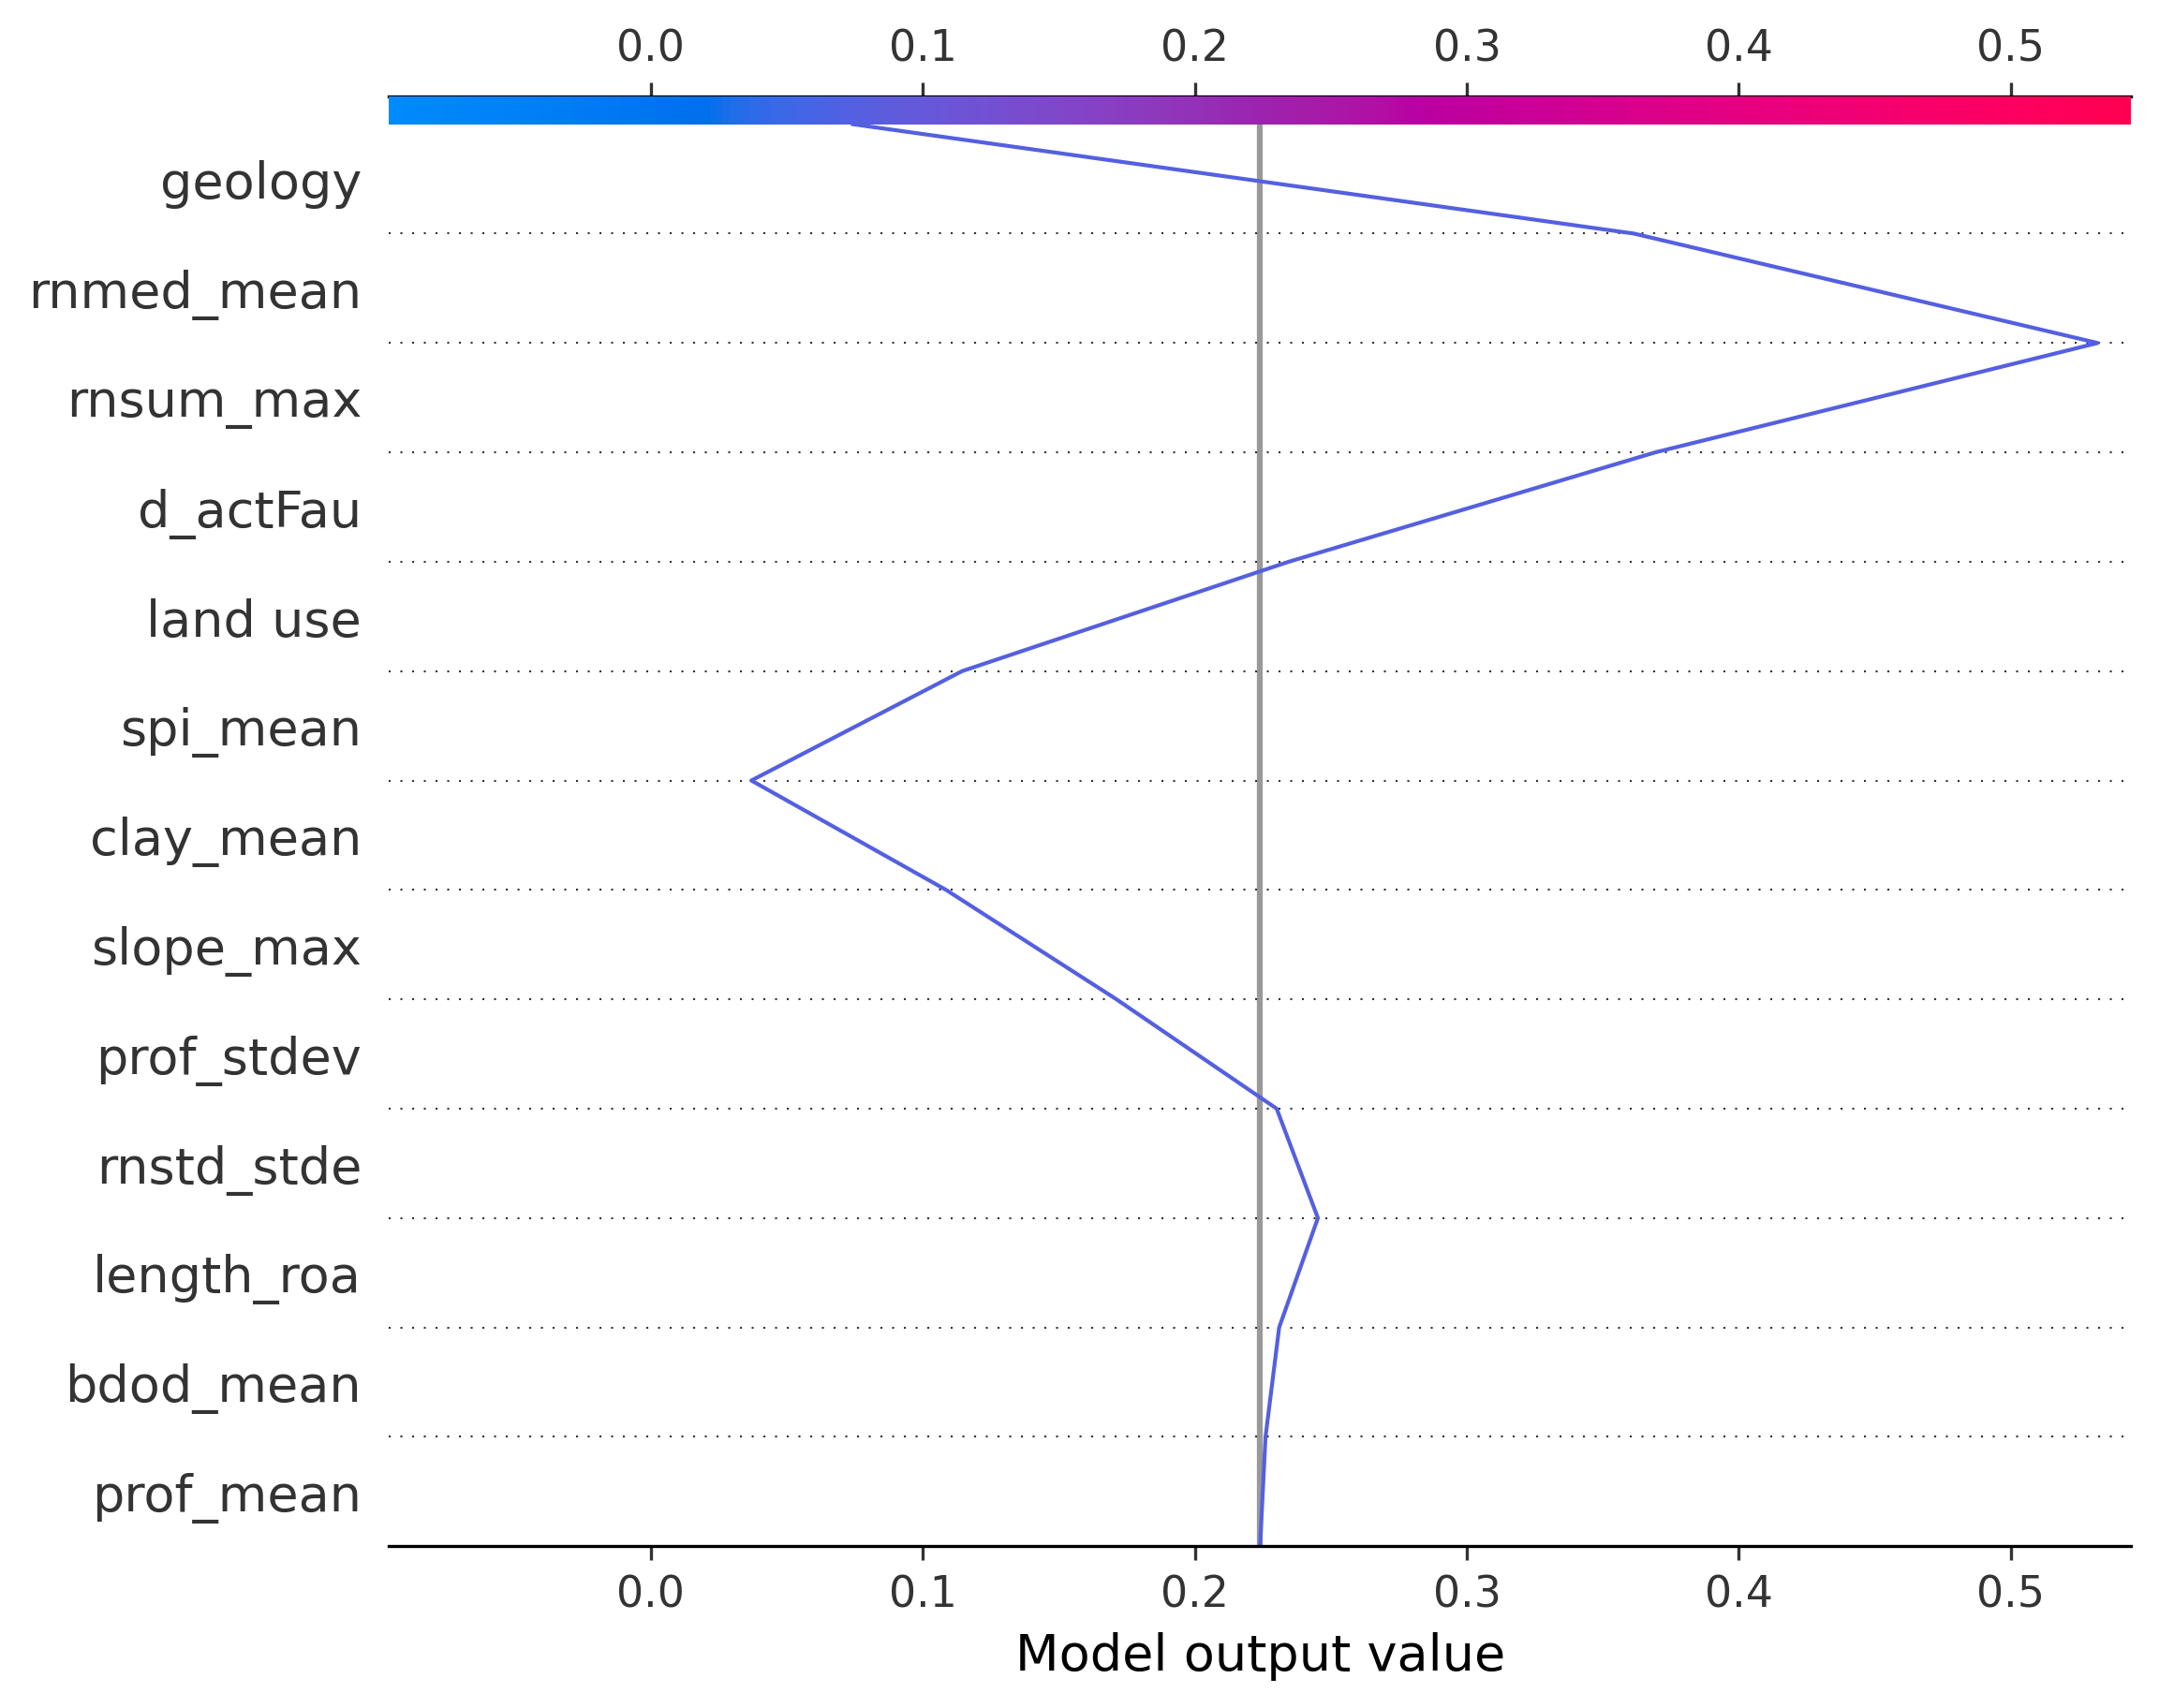 0.0 0.1 0.2 0.3 0.4 0.5
geology
rnmed_mean
rnsum_max
d_actFau
land use
spi_mean
clay_mean
slope_max
prof_stdev
rnstd_stde
length_roa
bdod_mean
prof_mean
0.0 0.1 0.2 0.3 0.4 0.5
Model output value